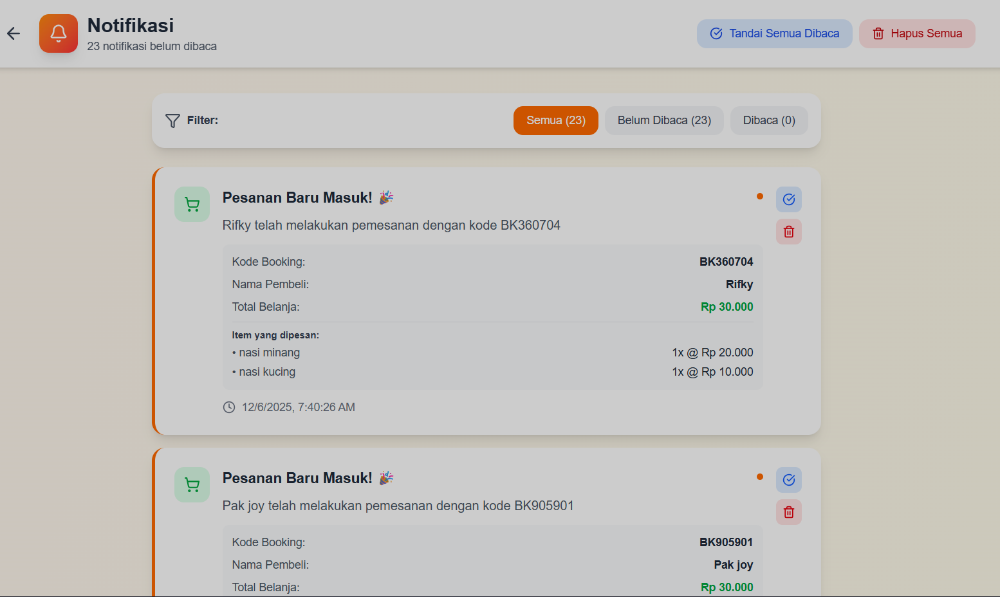 Notifikasi
23 notifikasi belum dibaca
Tandai Semua Dibaca
Hapus Semua
Filter:
Semua (23)
Belum Dibaca (23)
Dibaca (0)
Pesanan Baru Masuk! 🎉
Rifky telah melakukan pemesanan dengan kode BK360704
Kode Booking: BK360704
Nama Pembeli: Rifky
Total Belanja: Rp 30.000
Item yang dipesan:
• nasi minang 1x @ Rp 20.000
• nasi kucing 1x @ Rp 10.000
12/6/2025, 7:40:26 AM
Pesanan Baru Masuk! 🎉
Pak joy telah melakukan pemesanan dengan kode BK905901
Kode Booking: BK905901
Nama Pembeli: Pak joy
Total Belanja: Rp 30.000